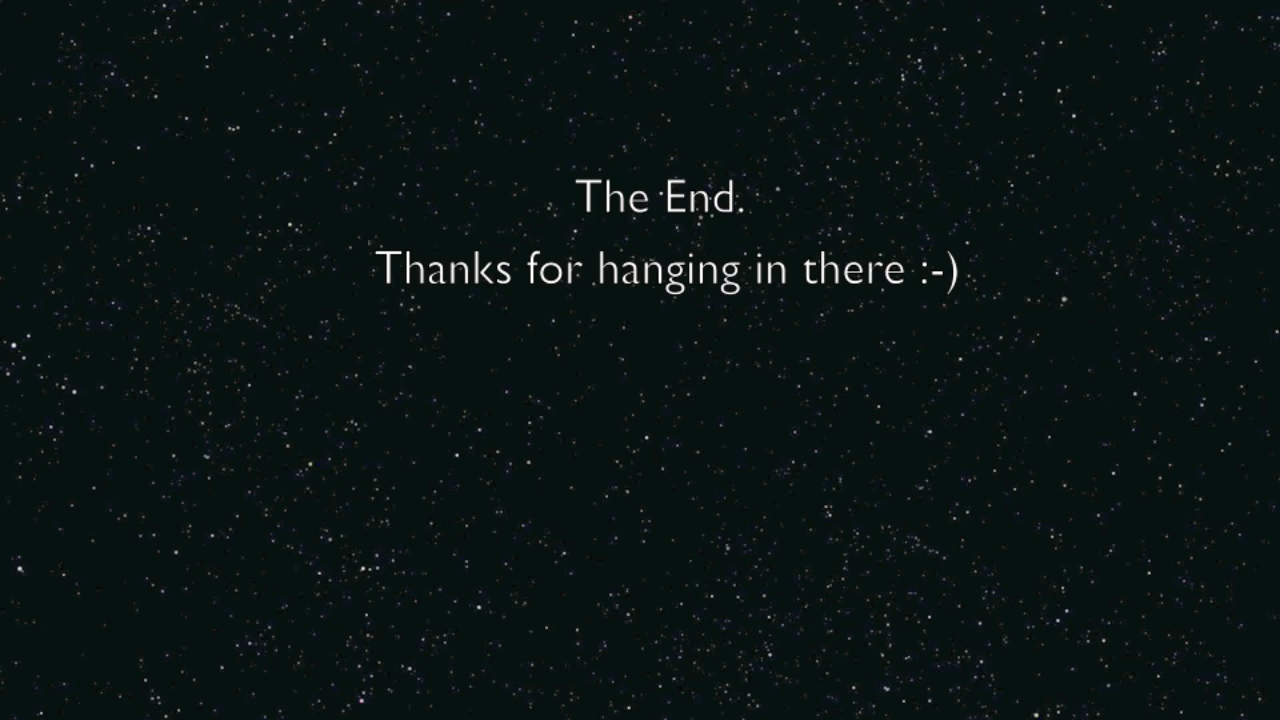 The End.
Thanks for hanging in there :-)